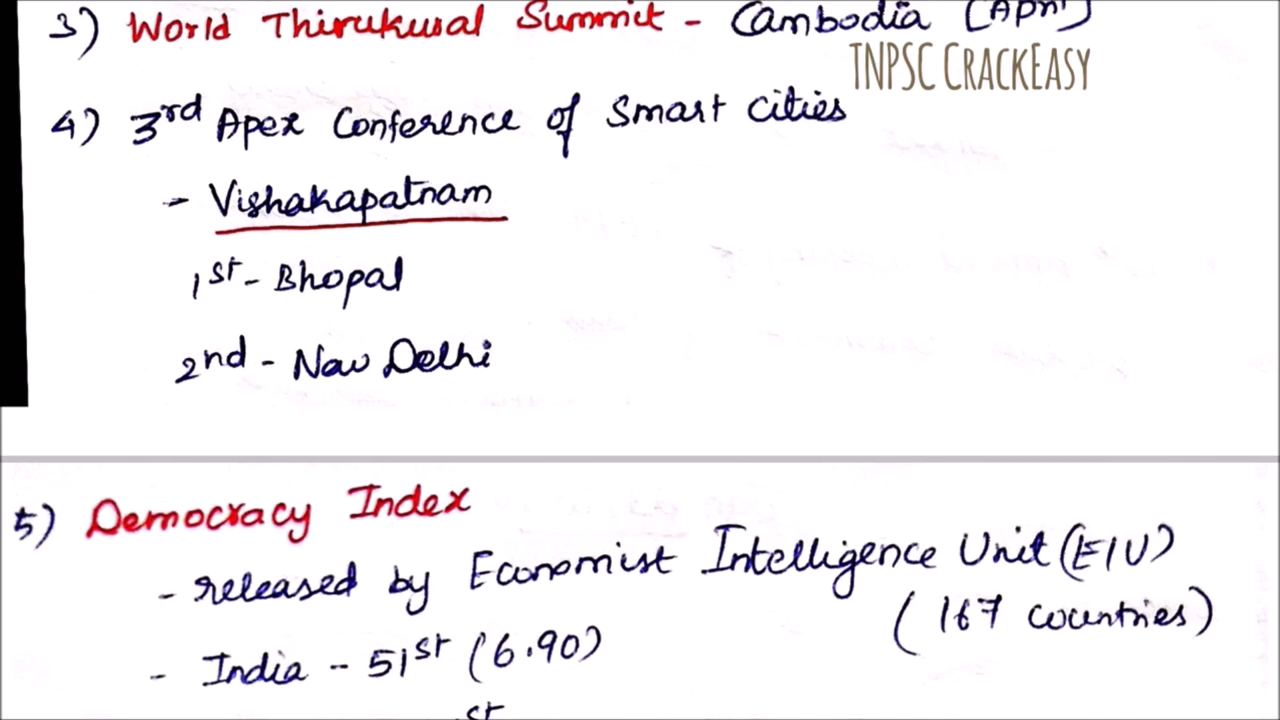 3) World Thirukural Summit - Cambodia (April)
TNPSC CRACKEASY
4) 3rd Apex Conference of Smart Cities
- Vishakapatnam
1st - Bhopal
2nd - New Delhi
5) Democracy Index
- released by Economist Intelligence Unit (EIU)
(167 countries)
- India - 51st (6.90)
st